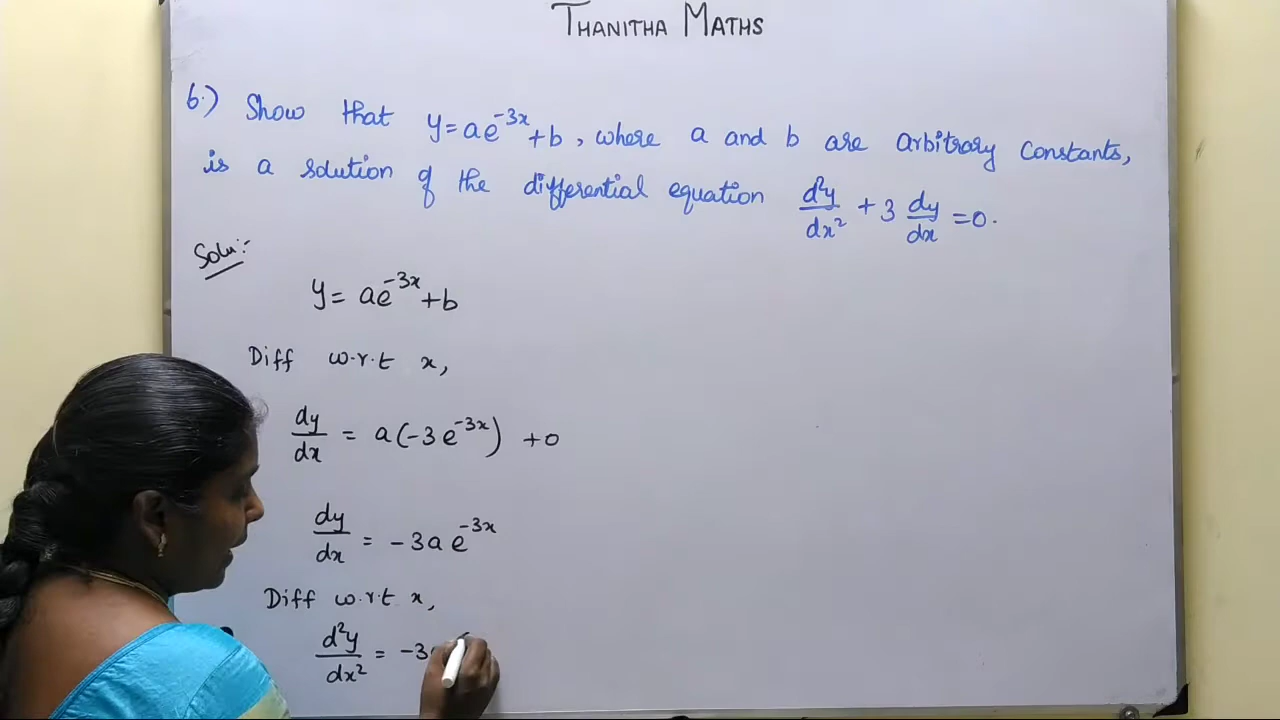 THANITHA MATHS
6.) Show that y = ae^{-3x} + b, where a and b are arbitrary constants,
is a solution of the differential equation d²y/dx² + 3 dy/dx = 0.
Solu:-
y = ae^{-3x} + b
Diff w.r.t x,
dy/dx = a(-3e^{-3x}) + 0
dy/dx = -3a e^{-3x}
Diff w.r.t x,
d²y/dx² = -3